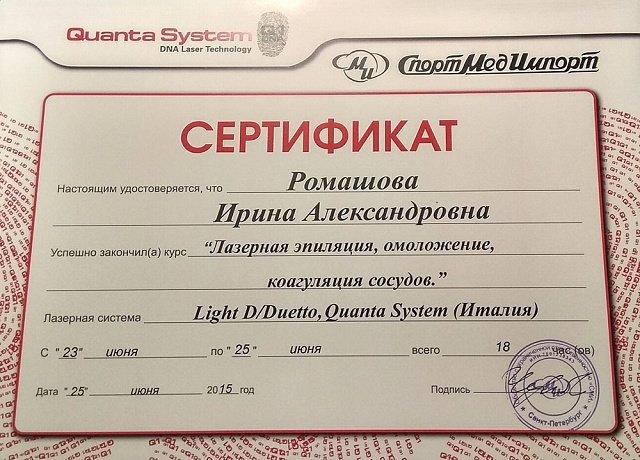 Quanta System
DNA Laser Technology
СМИ СпортМедИмпорт
СЕРТИФИКАТ
Настоящим удостоверяется, что Ромашова
Ирина Александровна
Успешно закончил(а) курс “Лазерная эпиляция, омоложение,
коагуляция сосудов.”
Лазерная система Light D/Duetto, Quanta System (Италия)
С "23" июня по "25" июня всего 18 час(ов)
Дата "25" июня 2015 год Подпись
Санкт-Петербург